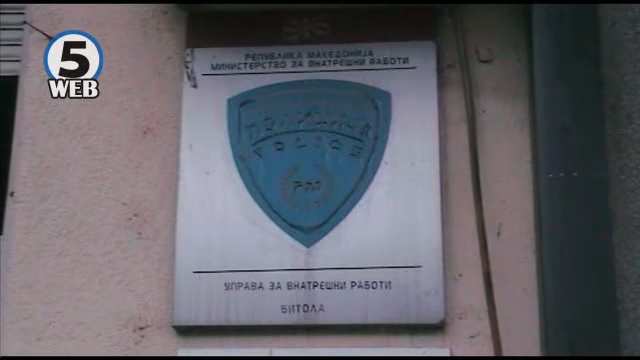 5
WEB
РЕПУБЛИКА МАКЕДОНИЈА
МИНИСТЕРСТВО ЗА ВНАТРЕШНИ РАБОТИ
ПОЛИЦИЈА
POLICE
РМ
УПРАВА ЗА ВНАТРЕШНИ РАБОТИ
БИТОЛА